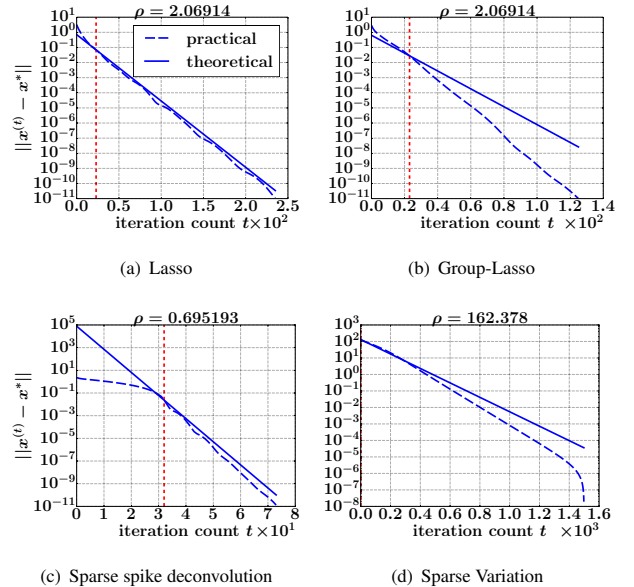 ρ = 2.06914
10^1
10^0
10^-1
10^-2
10^-3
10^-4
10^-5
10^-6
10^-7
10^-8
10^-9
10^-10
10^-11
||x^(t) − x*||
practical
theoretical
0.0 0.5 1.0 1.5 2.0 2.5
iteration count t×10^2
(a) Lasso
ρ = 2.06914
10^1
10^0
10^-1
10^-2
10^-3
10^-4
10^-5
10^-6
10^-7
10^-8
10^-9
10^-10
10^-11
0.0 0.2 0.4 0.6 0.8 1.0 1.2 1.4
iteration count t ×10^2
(b) Group-Lasso
ρ = 0.695193
10^5
10^3
10^1
10^-1
10^-3
10^-5
10^-7
10^-9
10^-11
||x^(t) − x*||
0 1 2 3 4 5 6 7 8
iteration count t×10^1
(c) Sparse spike deconvolution
ρ = 162.378
10^3
10^2
10^1
10^0
10^-1
10^-2
10^-3
10^-4
10^-5
10^-6
10^-7
10^-8
0.0 0.2 0.4 0.6 0.8 1.0 1.2 1.4 1.6
iteration count t ×10^3
(d) Sparse Variation